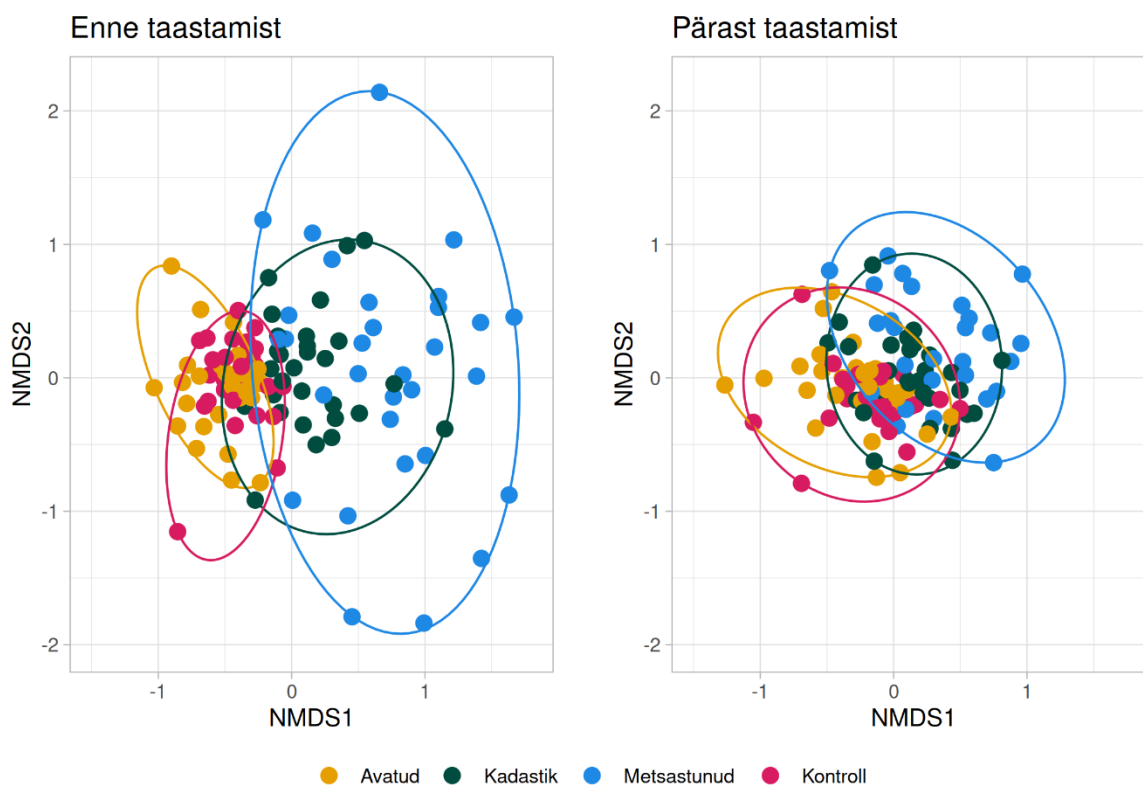 Enne taastamist
Pärast taastamist
2
1
0
-1
-2
NMDS2
-1
0
1
NMDS1
2
1
0
-1
-2
NMDS2
-1
0
1
NMDS1
Avatud Kadastik Metsastunud Kontroll